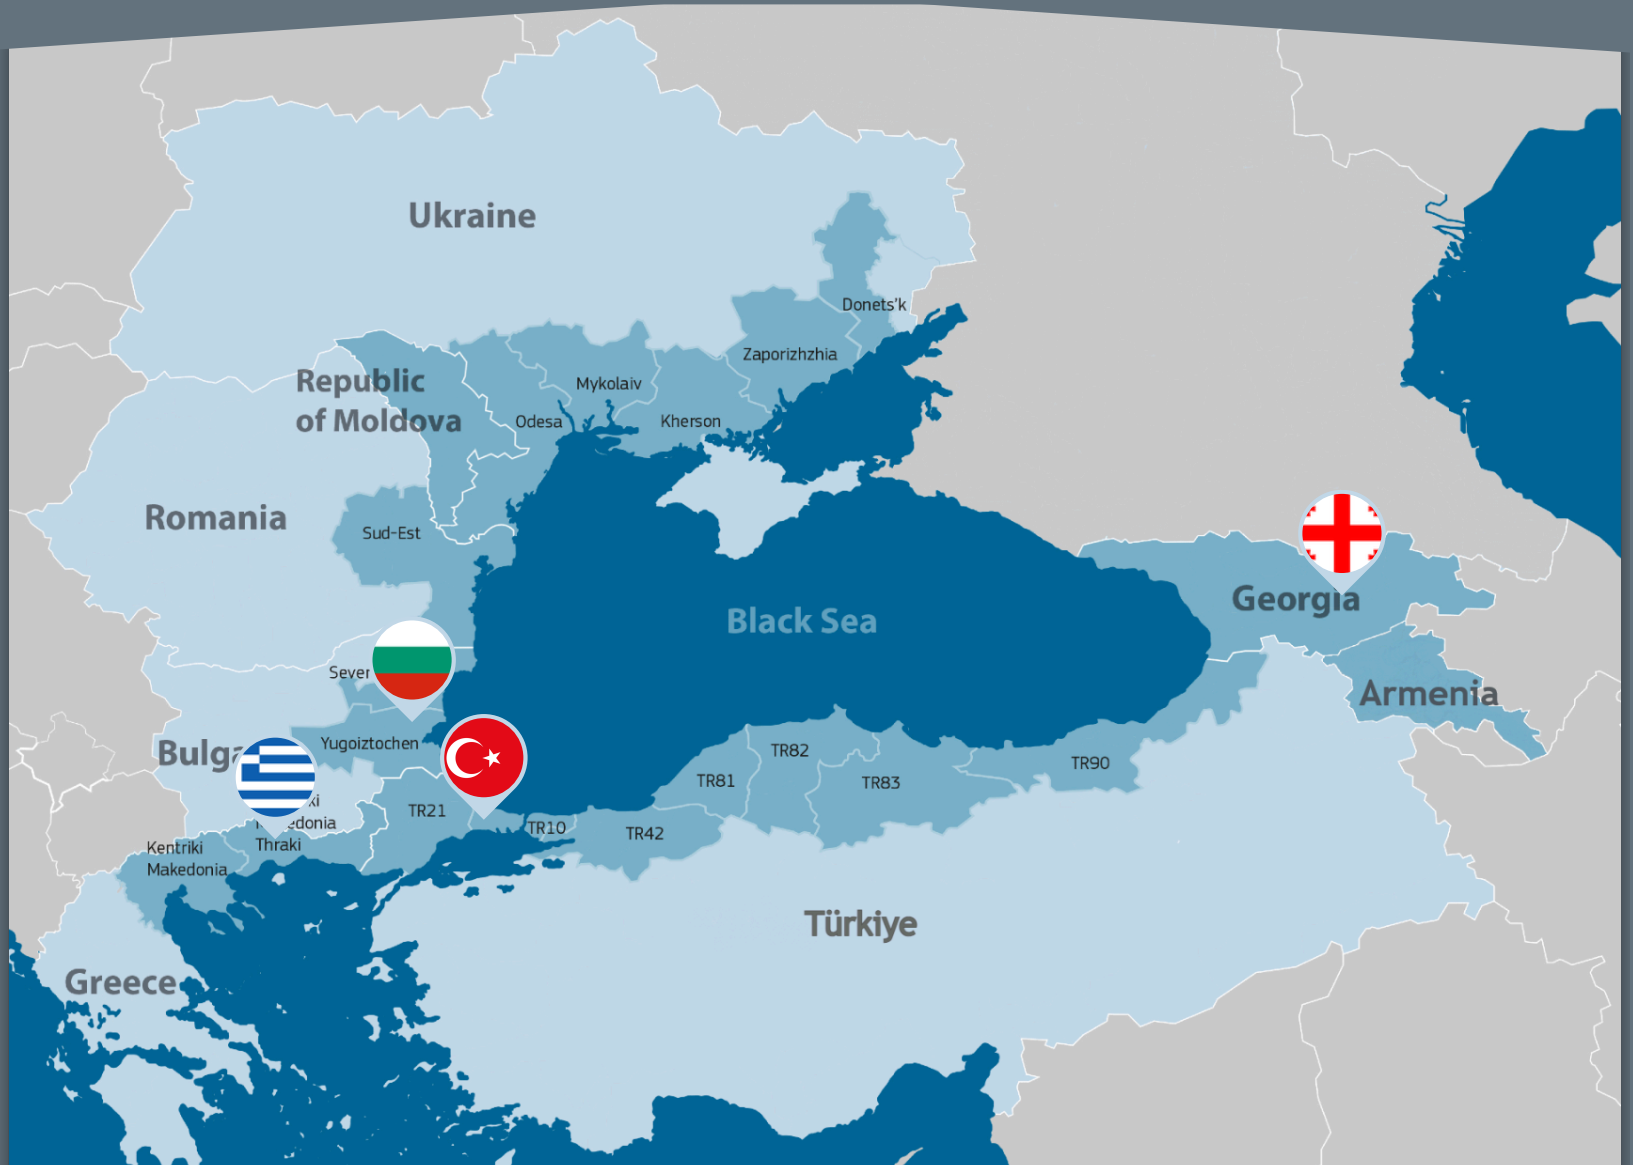 Ukraine
Donets'k
Zaporizhzhia
Republic
of Moldova
Mykolaiv
Odesa
Kherson
Romania
Sud-Est
Georgia
Black Sea
Armenia
Yugoiztochen
TR82
TR90
TR81
TR83
TR21
TR10
TR42
Thraki
Kentriki
Makedonia
Türkiye
Greece